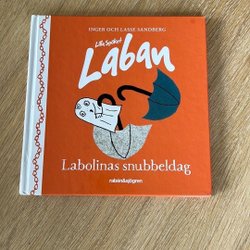 INGER OCH LASSE SANDBERG
Lilla Spöket
Laban
Labolinas snubbeldag
rabén&sjögren